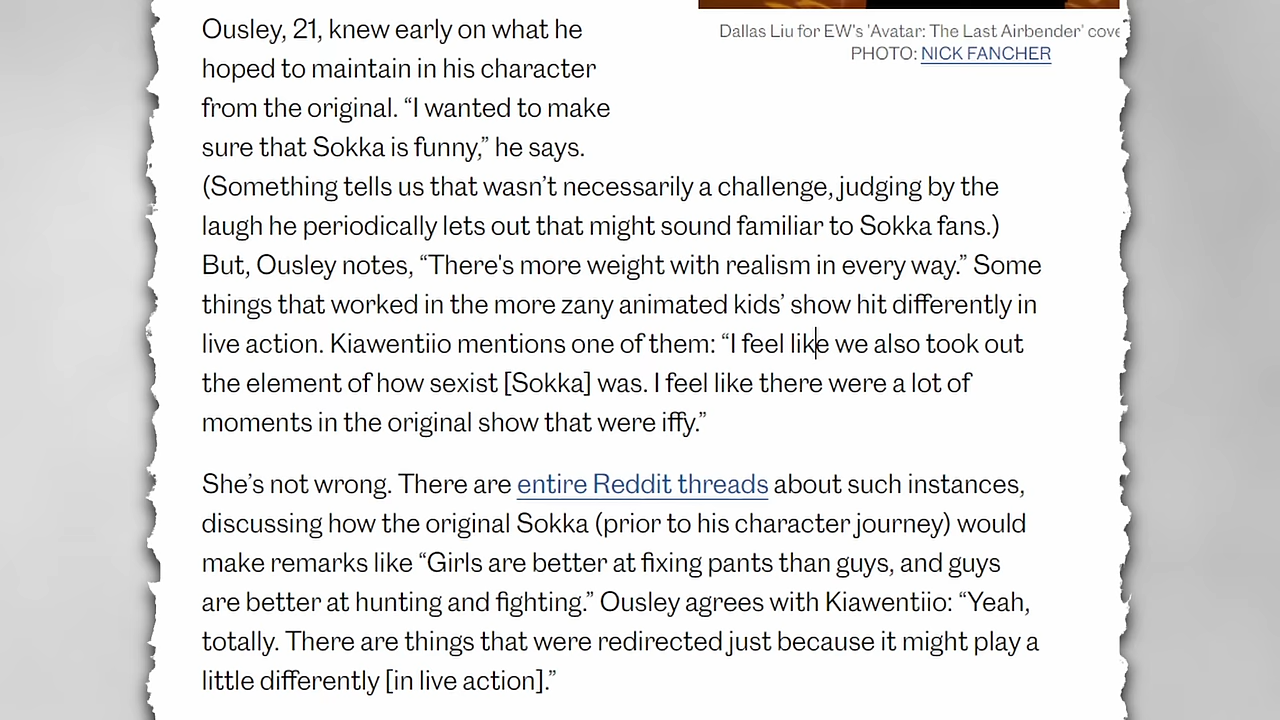 Ousley, 21, knew early on what he
hoped to maintain in his character
from the original. “I wanted to make
sure that Sokka is funny,” he says.
Dallas Liu for EW's 'Avatar: The Last Airbender' cove
PHOTO: NICK FANCHER
(Something tells us that wasn’t necessarily a challenge, judging by the
laugh he periodically lets out that might sound familiar to Sokka fans.)
But, Ousley notes, “There's more weight with realism in every way.” Some
things that worked in the more zany animated kids’ show hit differently in
live action. Kiawentiio mentions one of them: “I feel like we also took out
the element of how sexist [Sokka] was. I feel like there were a lot of
moments in the original show that were iffy.”
She’s not wrong. There are entire Reddit threads about such instances,
discussing how the original Sokka (prior to his character journey) would
make remarks like “Girls are better at fixing pants than guys, and guys
are better at hunting and fighting.” Ousley agrees with Kiawentiio: “Yeah,
totally. There are things that were redirected just because it might play a
little differently [in live action].”